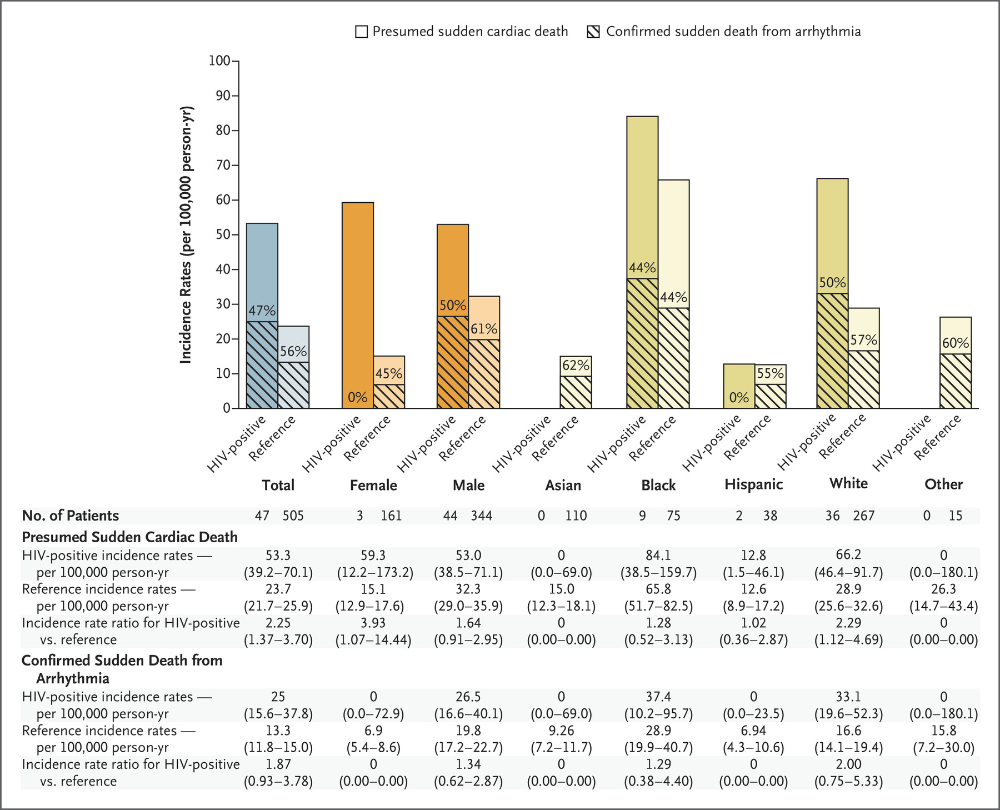 Presumed sudden cardiac death Confirmed sudden death from arrhythmia
Incidence Rates (per 100,000 person-yr)
100
90
80
70
60
50
40
30
20
10
0
47%
56%
0%
45%
50%
61%
62%
44%
44%
0%
55%
50%
57%
60%
HIV-positive Reference HIV-positive Reference HIV-positive Reference HIV-positive Reference HIV-positive Reference HIV-positive Reference HIV-positive Reference HIV-positive Reference
Total Female Male Asian Black Hispanic White Other
No. of Patients 47 505 3 161 44 344 0 110 9 75 2 38 36 267 0 15
Presumed Sudden Cardiac Death
HIV-positive incidence rates — 53.3 59.3 53.0 0 84.1 12.8 66.2 0
per 100,000 person-yr (39.2–70.1) (12.2–173.2) (38.5–71.1) (0.0–69.0) (38.5–159.7) (1.5–46.1) (46.4–91.7) (0.0–180.1)
Reference incidence rates — 23.7 15.1 32.3 15.0 65.8 12.6 28.9 26.3
per 100,000 person-yr (21.7–25.9) (12.9–17.6) (29.0–35.9) (12.3–18.1) (51.7–82.5) (8.9–17.2) (25.6–32.6) (14.7–43.4)
Incidence rate ratio for HIV-positive 2.25 3.93 1.64 0 1.28 1.02 2.29 0
vs. reference (1.37–3.70) (1.07–14.44) (0.91–2.95) (0.00–0.00) (0.52–3.13) (0.36–2.87) (1.12–4.69) (0.00–0.00)
Confirmed Sudden Death from
Arrhythmia
HIV-positive incidence rates — 25 0 26.5 0 37.4 0 33.1 0
per 100,000 person-yr (15.6–37.8) (0.0–72.9) (16.6–40.1) (0.0–69.0) (10.2–95.7) (0.0–23.5) (19.6–52.3) (0.0–180.1)
Reference incidence rates — 13.3 6.9 19.8 9.26 28.9 6.94 16.6 15.8
per 100,000 person-yr (11.8–15.0) (5.4–8.6) (17.2–22.7) (7.2–11.7) (19.9–40.7) (4.3–10.6) (14.1–19.4) (7.2–30.0)
Incidence rate ratio for HIV-positive 1.87 0 1.34 0 1.29 0 2.00 0
vs. reference (0.93–3.78) (0.00–0.00) (0.62–2.87) (0.00–0.00) (0.38–4.40) (0.00–0.00) (0.75–5.33) (0.00–0.00)